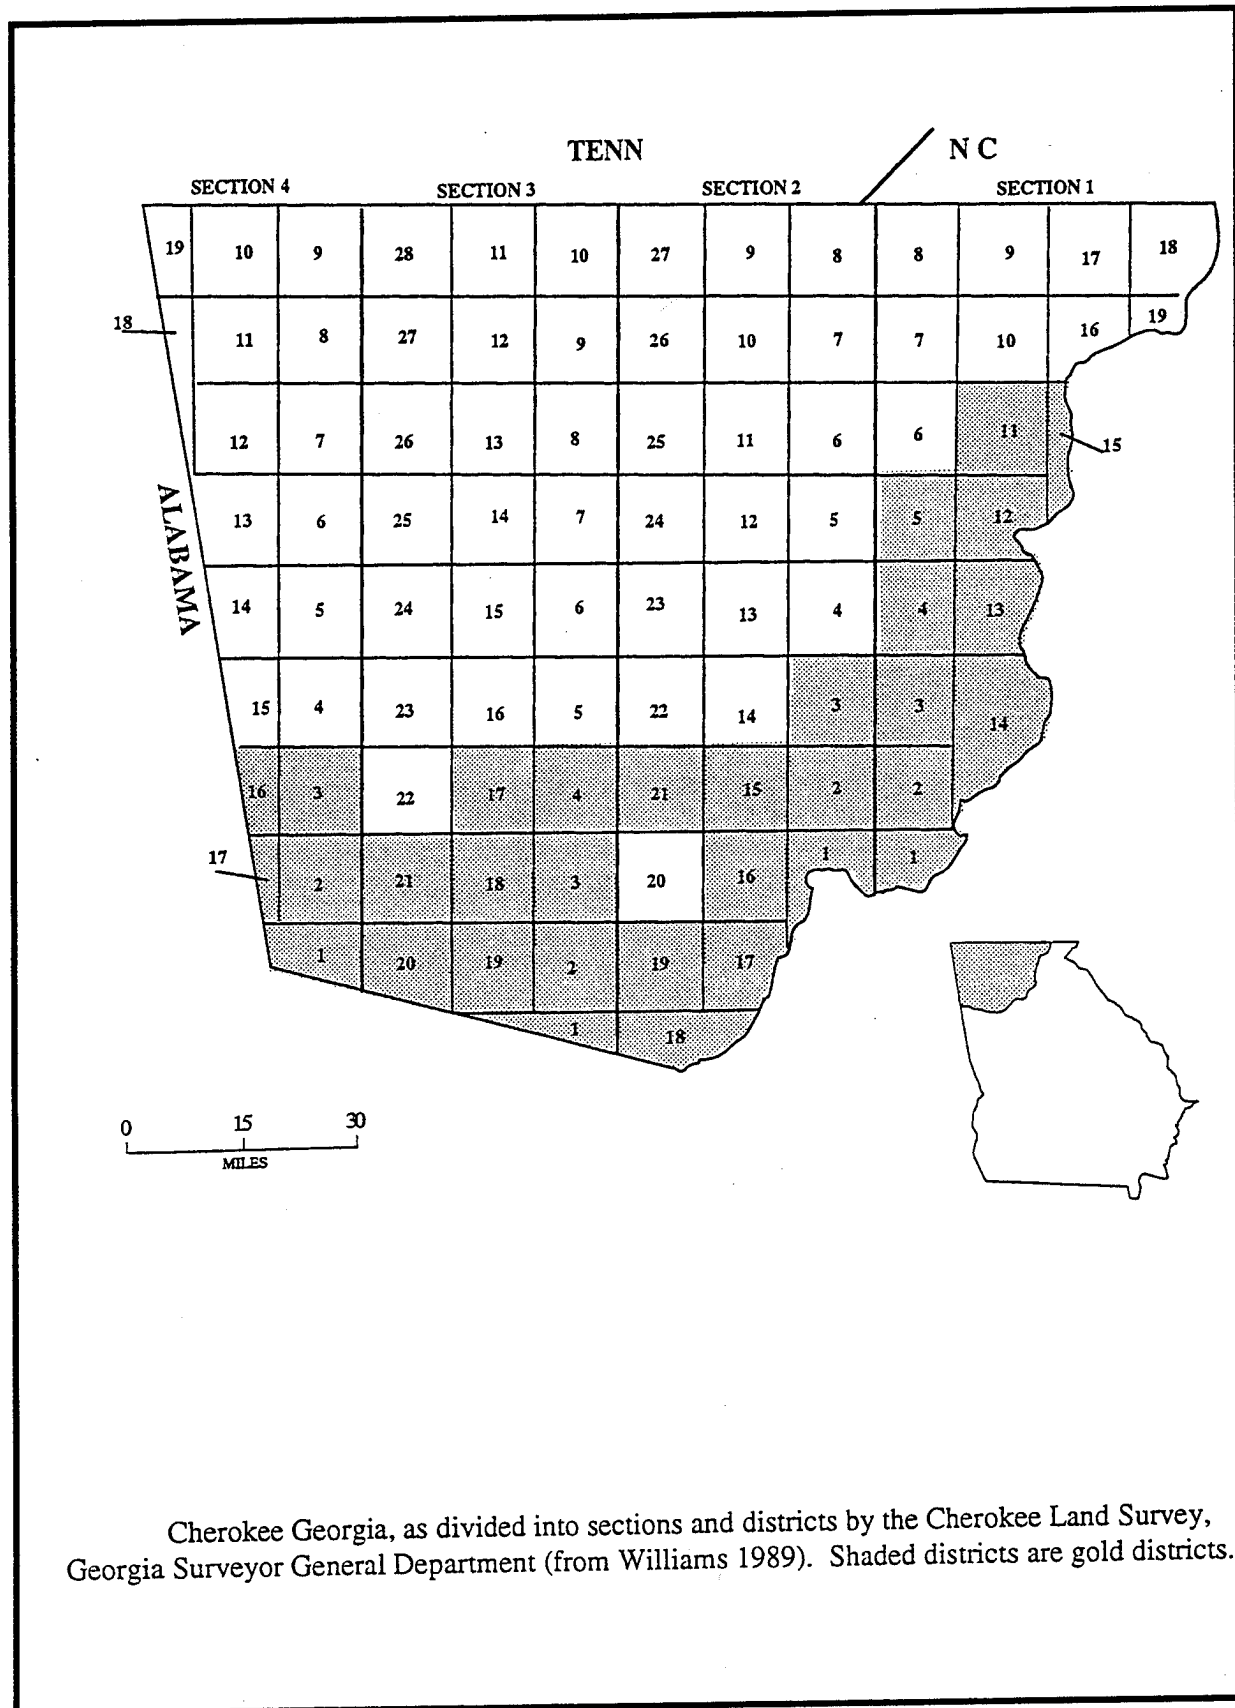 TENN N C
SECTION 4 SECTION 3 SECTION 2 SECTION 1
19 10 9 28 11 10 27 9 8 8 9 17 18
18 11 8 27 12 9 26 10 7 7 10 16 19
12 7 26 13 8 25 11 6 6 11 15
ALABAMA
13 6 25 14 7 24 12 5 5 12
14 5 24 15 6 23 13 4 4 13
15 4 23 16 5 22 14 3 3 14
16 3 22 17 4 21 15 2 2
17 2 21 18 3 20 16 1 1
1 20 19 2 19 17
1 18
0 15 30
MILES
Cherokee Georgia, as divided into sections and districts by the Cherokee Land Survey,
Georgia Surveyor General Department (from Williams 1989). Shaded districts are gold districts.